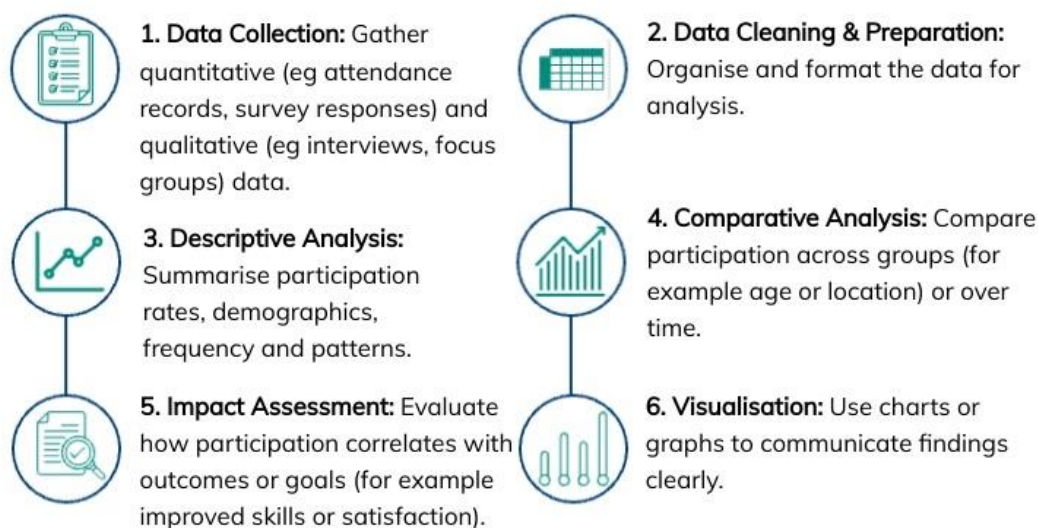 1. Data Collection: Gather
quantitative (eg attendance
records, survey responses) and
qualitative (eg interviews, focus
groups) data.
2. Data Cleaning & Preparation:
Organise and format the data for
analysis.
3. Descriptive Analysis:
Summarise participation
rates, demographics,
frequency and patterns.
4. Comparative Analysis: Compare
participation across groups (for
example age or location) or over
time.
5. Impact Assessment: Evaluate
how participation correlates with
outcomes or goals (for example
improved skills or satisfaction).
6. Visualisation: Use charts or
graphs to communicate findings
clearly.